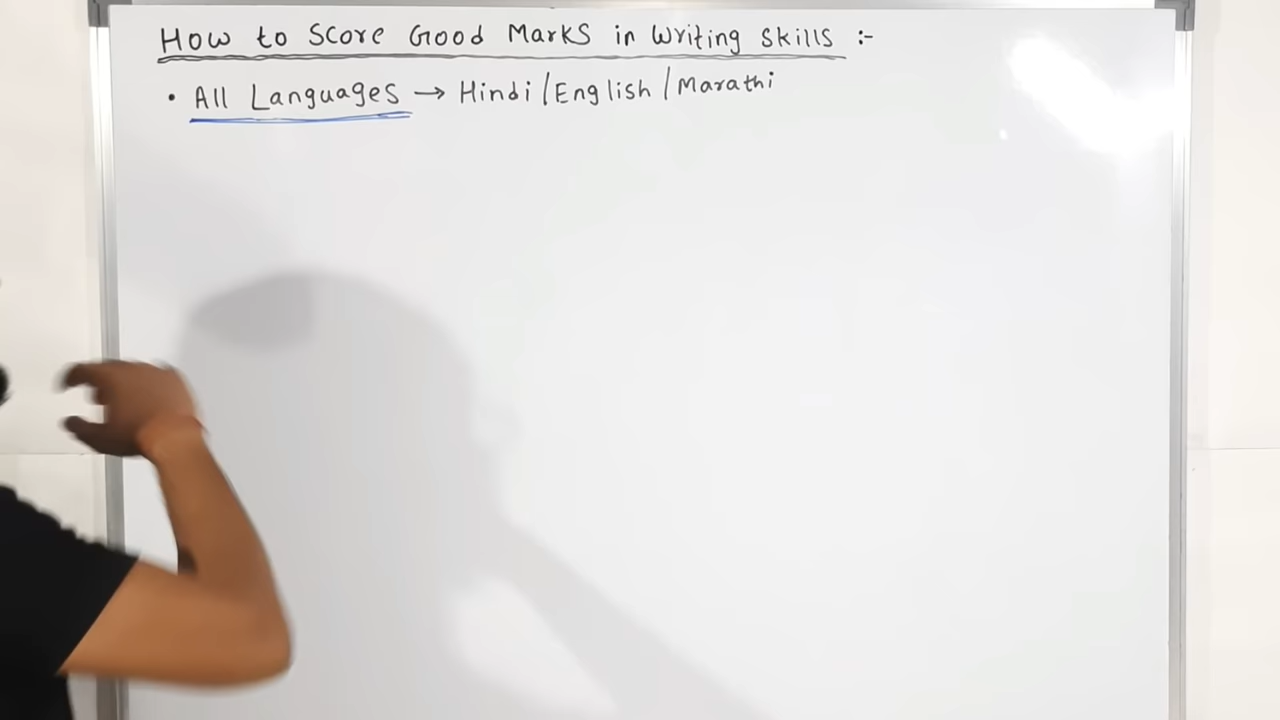 How to Score Good Marks in Writing Skills :-
• All Languages → Hindi/English/Marathi